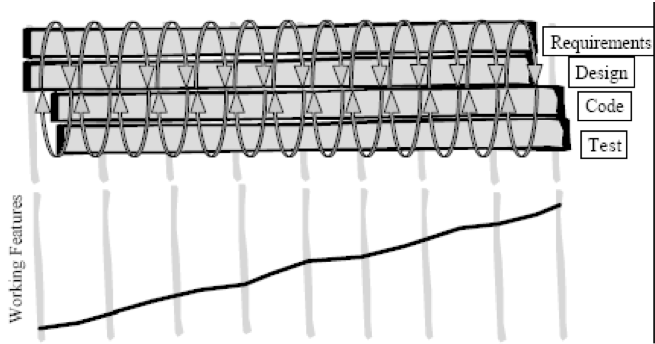 Requirements
Design
Code
Test
Working Features